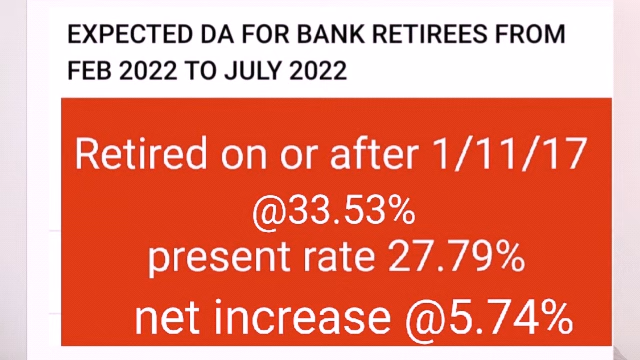 EXPECTED DA FOR BANK RETIREES FROM
FEB 2022 TO JULY 2022
Retired on or after 1/11/17
@33.53%
present rate 27.79%
net increase @5.74%